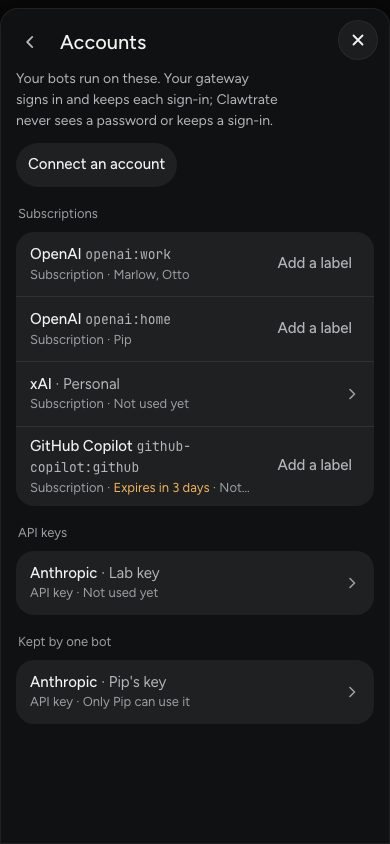 Accounts
Your bots run on these. Your gateway
signs in and keeps each sign-in; Clawtrate
never sees a password or keeps a sign-in.
Connect an account
Subscriptions
OpenAI openai:work
Subscription · Marlow, Otto
Add a label
OpenAI openai:home
Subscription · Pip
Add a label
xAI · Personal
Subscription · Not used yet
GitHub Copilot github-
copilot:github
Subscription · Expires in 3 days · Not…
Add a label
API keys
Anthropic · Lab key
API key · Not used yet
Kept by one bot
Anthropic · Pip's key
API key · Only Pip can use it